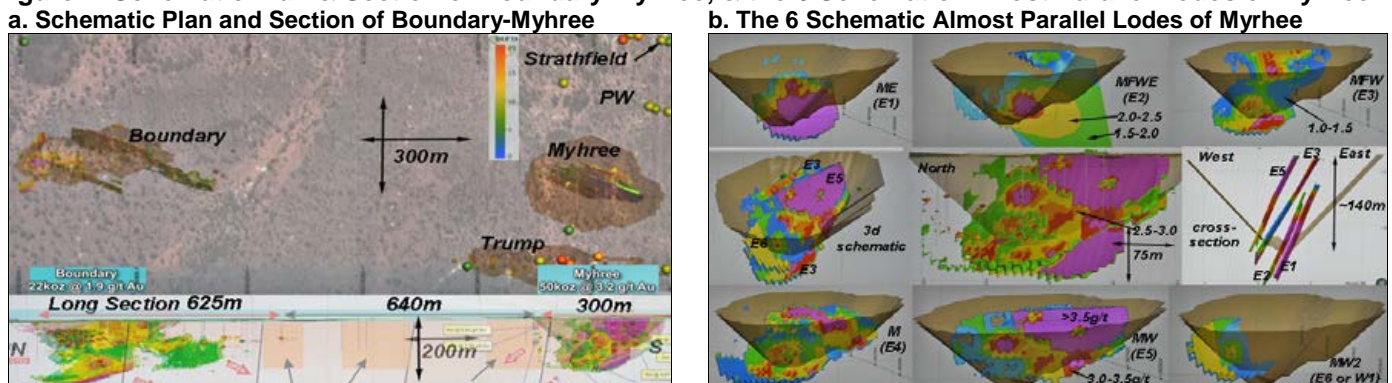 a. Schematic Plan and Section of Boundary-Myhree
b. The 6 Schematic Almost Parallel Lodes of Myrhee
Strathfield
PW
Boundary
300m
Myhree
Trump
Boundary
22koz @ 1.9 g/t Au
Myhree
50koz @ 3.2 g/t Au
Long Section 625m
640m
300m
N
200m
S
ME
(E1)
MFWE
(E2)
2.0-2.5
1.5-2.0
MFW
(E3)
1.0-1.5
E3
E5
E6
E3
3d
schematic
North
2.5-3.0
75m
West
East
E5
E3
~140m
cross-
section
E2
E1
M
(E4)
>3.5g/t
MW
(E5)
3.0-3.5g/t
MW2
(E6 or W1)